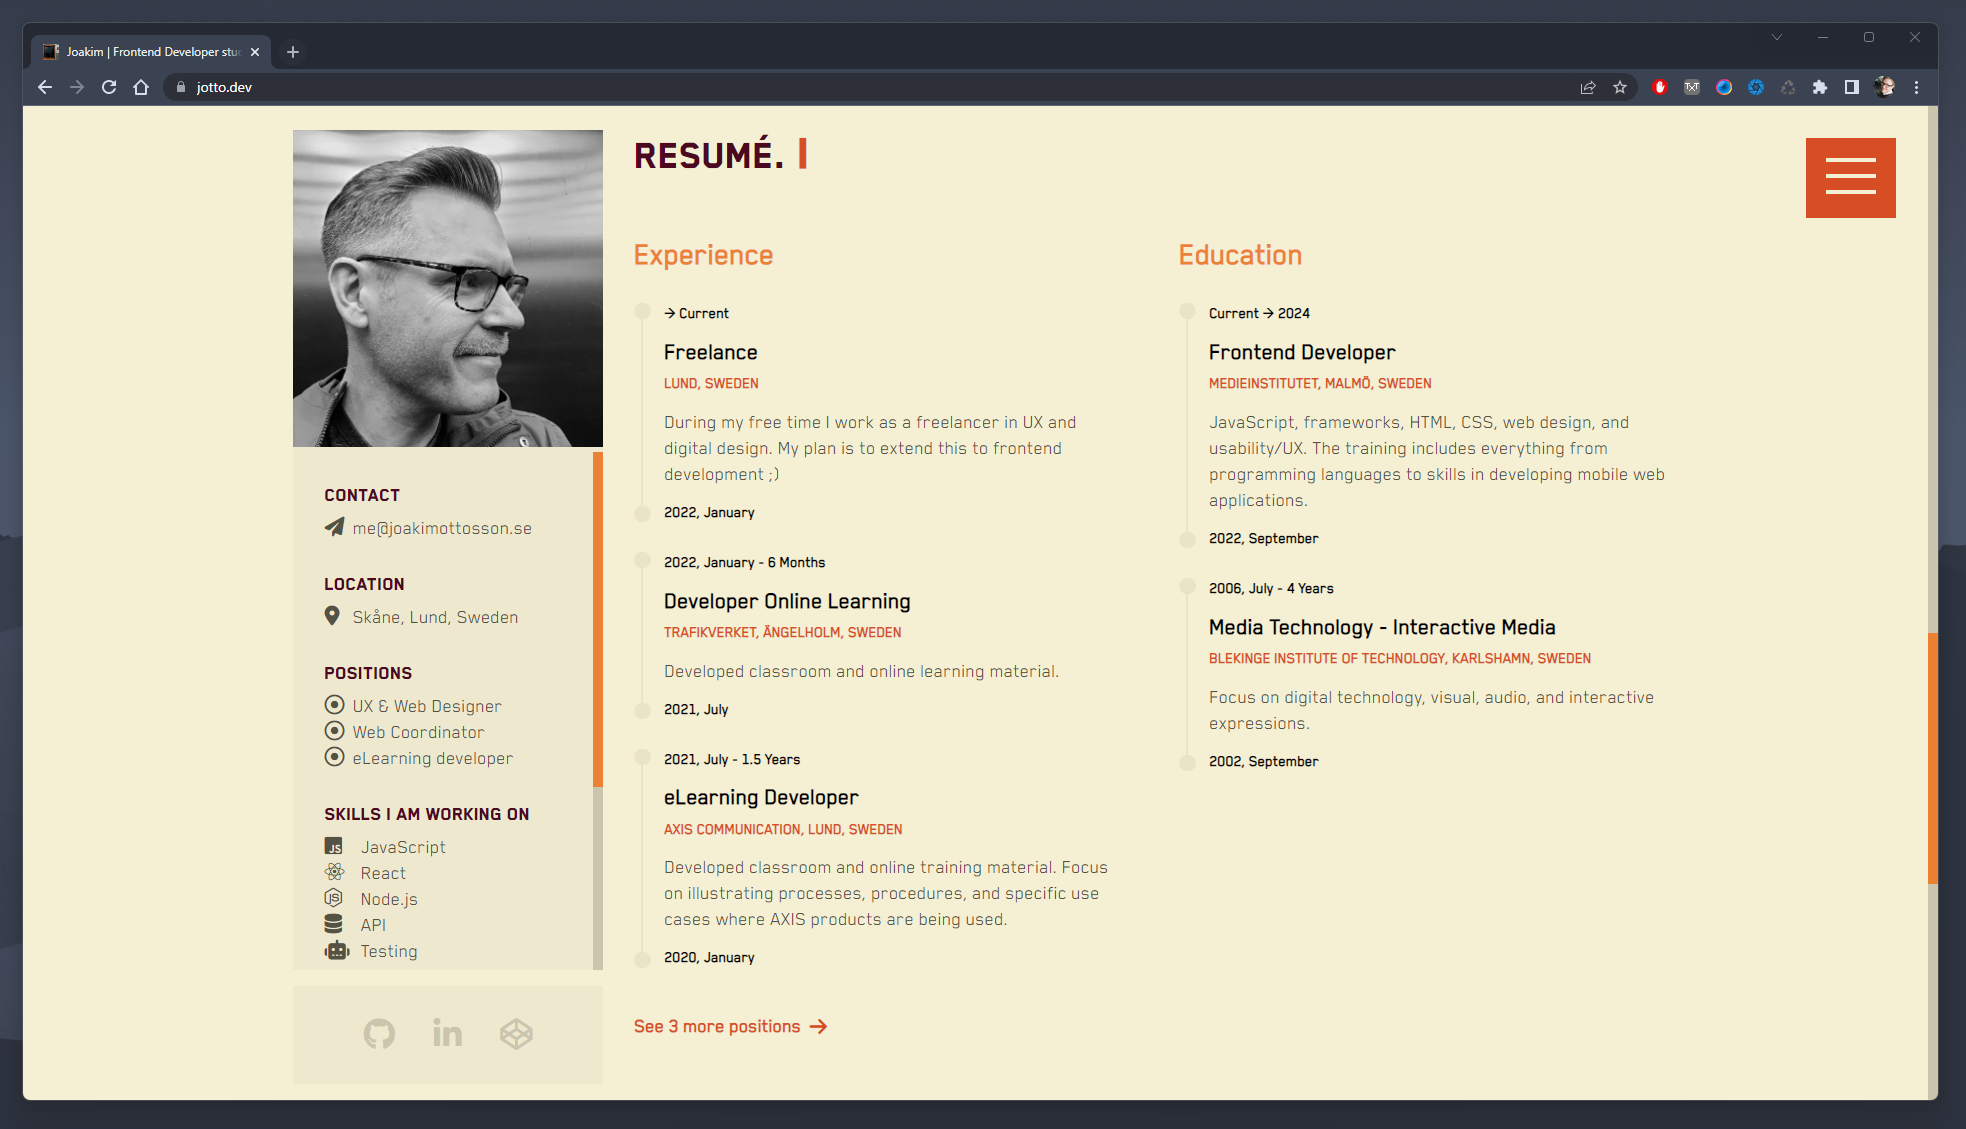 Joakim | Frontend Developer stu
jotto.dev
RESUMÉ.
CONTACT
me@joakimottosson.se
LOCATION
Skåne, Lund, Sweden
POSITIONS
UX & Web Designer
Web Coordinator
eLearning developer
SKILLS I AM WORKING ON
JS JavaScript
React
JS Node.js
API
Testing
in
Experience
→ Current
Freelance
LUND, SWEDEN
During my free time I work as a freelancer in UX and
digital design. My plan is to extend this to frontend
development ;)
2022, January
2022, January - 6 Months
Developer Online Learning
TRAFIKVERKET, ÄNGELHOLM, SWEDEN
Developed classroom and online learning material.
2021, July
2021, July - 1.5 Years
eLearning Developer
AXIS COMMUNICATION, LUND, SWEDEN
Developed classroom and online training material. Focus
on illustrating processes, procedures, and specific use
cases where AXIS products are being used.
2020, January
See 3 more positions →
Education
Current → 2024
Frontend Developer
MEDIEINSTITUTET, MALMÖ, SWEDEN
JavaScript, frameworks, HTML, CSS, web design, and
usability/UX. The training includes everything from
programming languages to skills in developing mobile web
applications.
2022, September
2006, July - 4 Years
Media Technology - Interactive Media
BLEKINGE INSTITUTE OF TECHNOLOGY, KARLSHAMN, SWEDEN
Focus on digital technology, visual, audio, and interactive
expressions.
2002, September